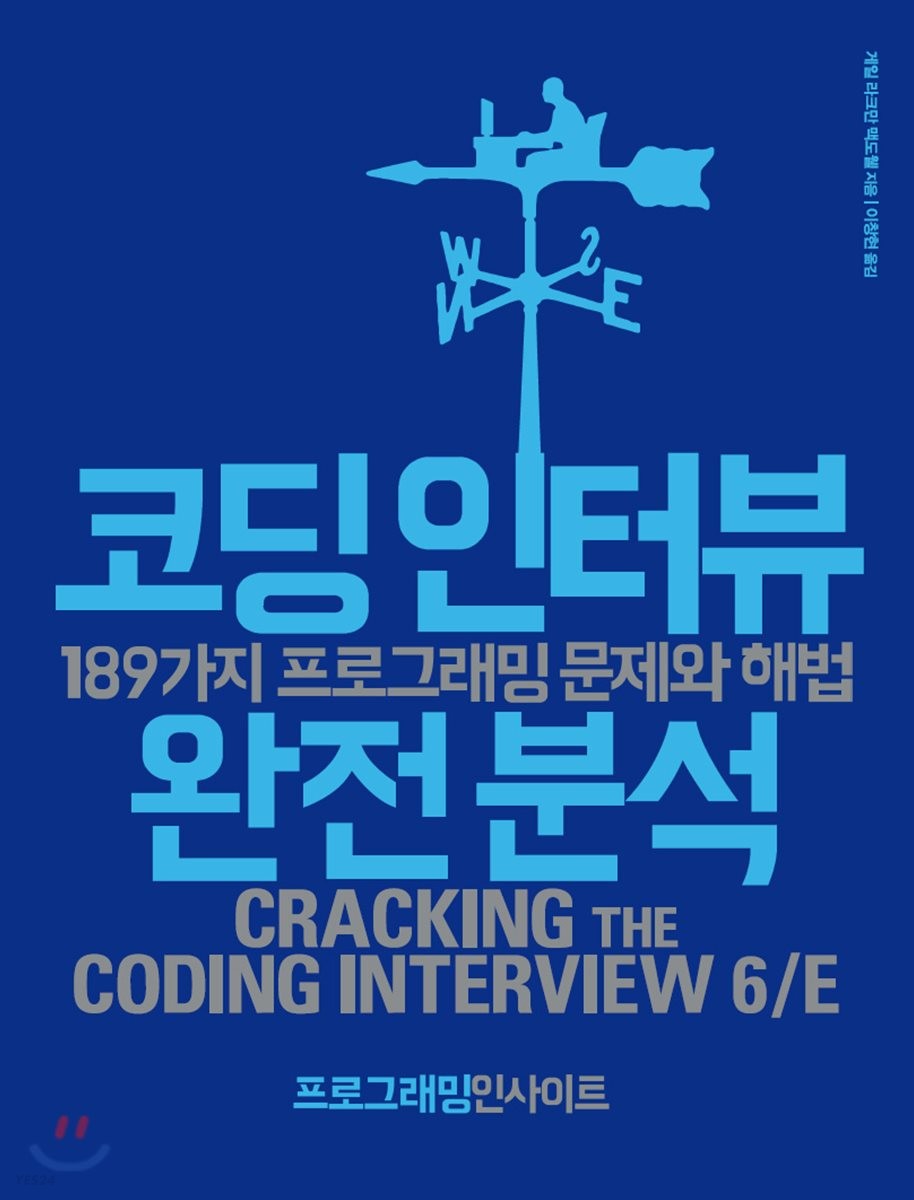 게일 라크만 맥도웰 지음 | 이창현 옮김
W S
N E
코딩 인터뷰
189가지 프로그래밍 문제와 해법
완전 분석
CRACKING THE
CODING INTERVIEW 6/E
프로그래밍인사이트
YES24